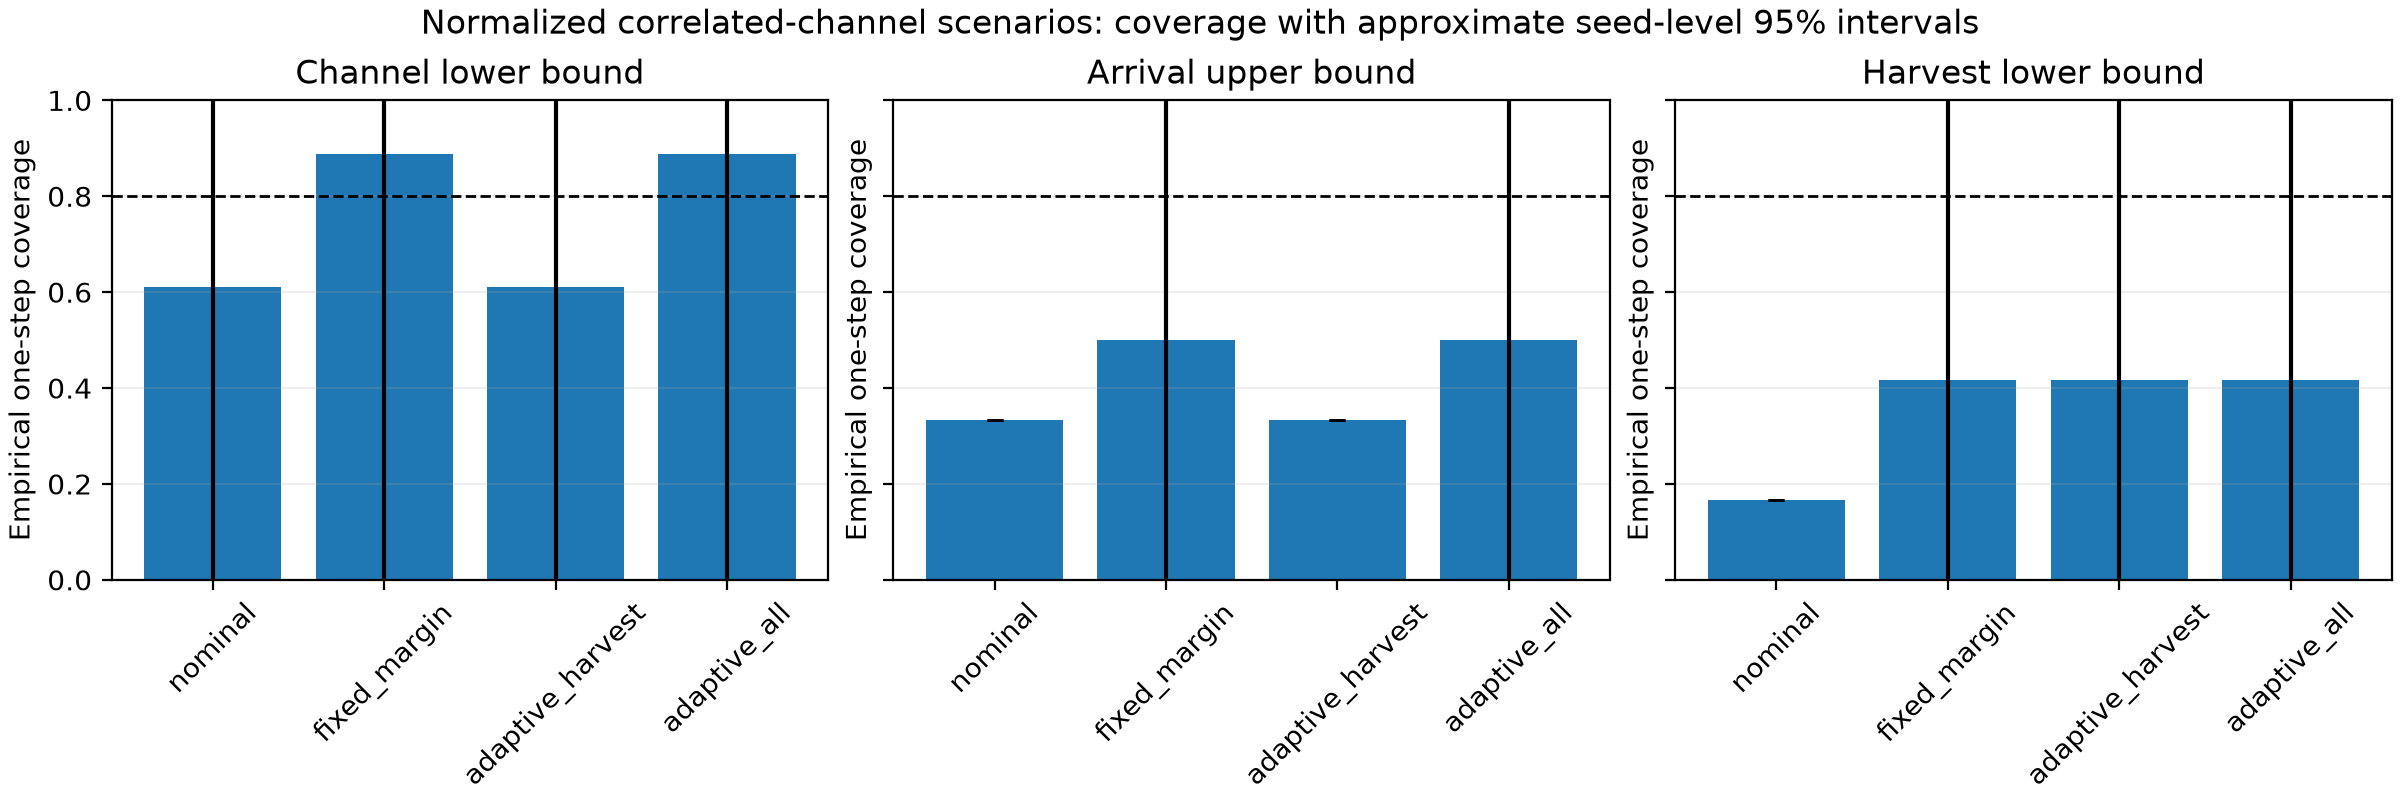 Normalized correlated-channel scenarios: coverage with approximate seed-level 95% intervals
Channel lower bound
Empirical one-step coverage
1.0
0.8
0.6
0.4
0.2
0.0
nominal
fixed_margin
adaptive_harvest
adaptive_all
Arrival upper bound
Empirical one-step coverage
nominal
fixed_margin
adaptive_harvest
adaptive_all
Harvest lower bound
Empirical one-step coverage
nominal
fixed_margin
adaptive_harvest
adaptive_all